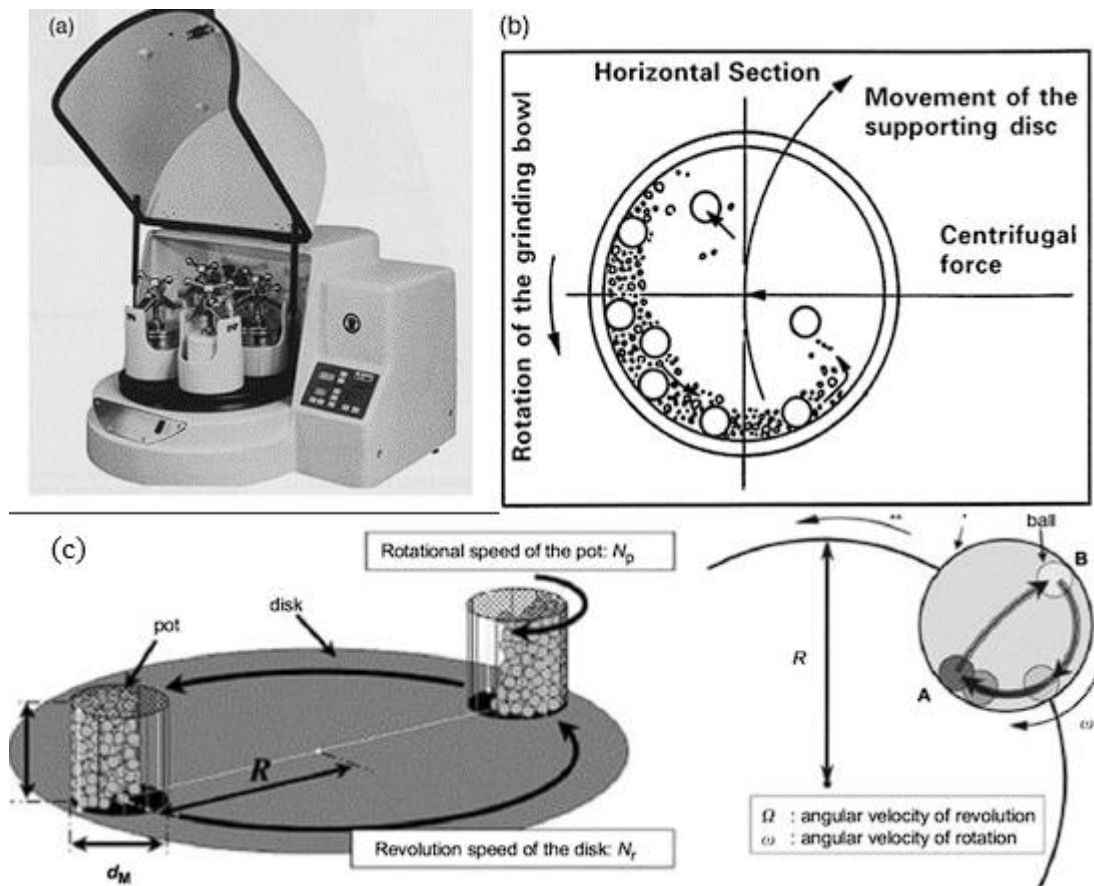 (a)
(b)
Horizontal Section
Movement of the
supporting disc
Rotation of the grinding bowl
Centrifugal
force
(c)
Rotational speed of the pot: Np
disk
pot
R
dM
Revolution speed of the disk: Nr
ball
B
R
A
ω
Ω : angular velocity of revolution
ω : angular velocity of rotation